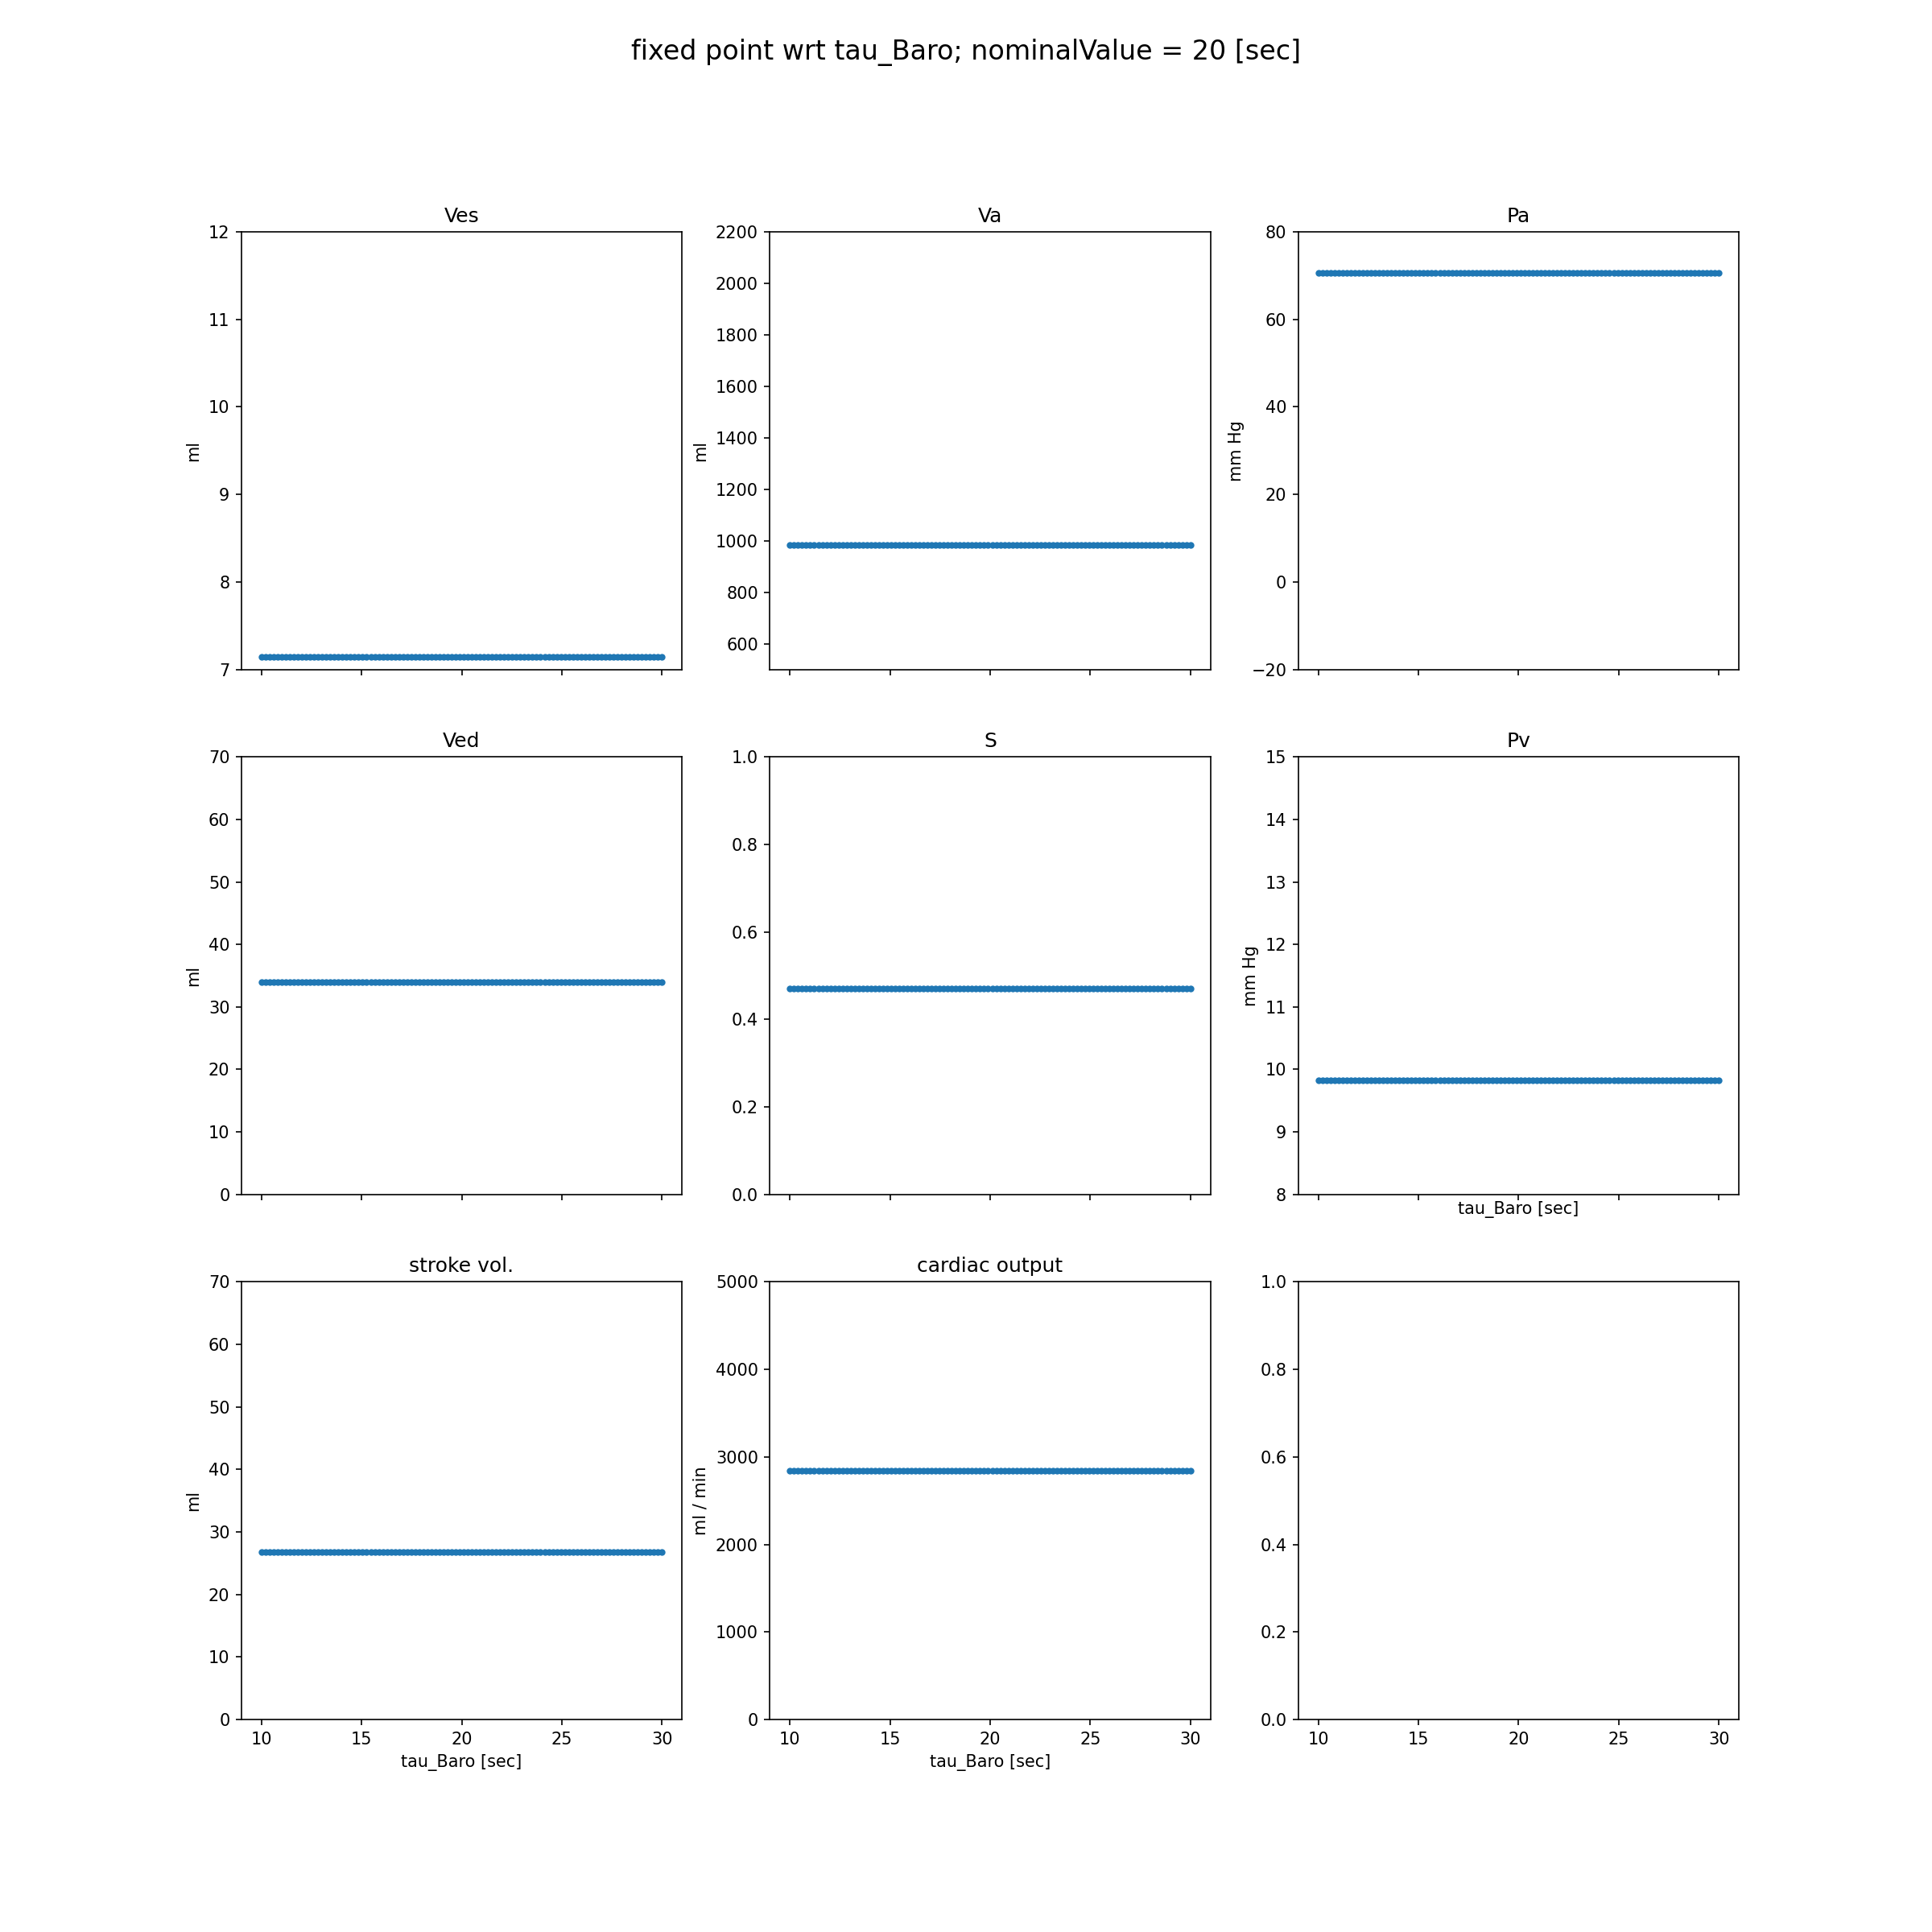 fixed point wrt tau_Baro; nominalValue = 20 [sec]
Ves
12
11
10
9
8
7
ml
Va
2200
2000
1800
1600
1400
1200
1000
800
600
ml
Pa
80
60
40
20
0
−20
mm Hg
Ved
70
60
50
40
30
20
10
0
ml
S
1.0
0.8
0.6
0.4
0.2
0.0
Pv
15
14
13
12
11
10
9
8
mm Hg
tau_Baro [sec]
stroke vol.
70
60
50
40
30
20
10
0
ml
10 15 20 25 30
tau_Baro [sec]
cardiac output
5000
4000
3000
2000
1000
0
ml / min
10 15 20 25 30
tau_Baro [sec]
1.0
0.8
0.6
0.4
0.2
0.0
10 15 20 25 30